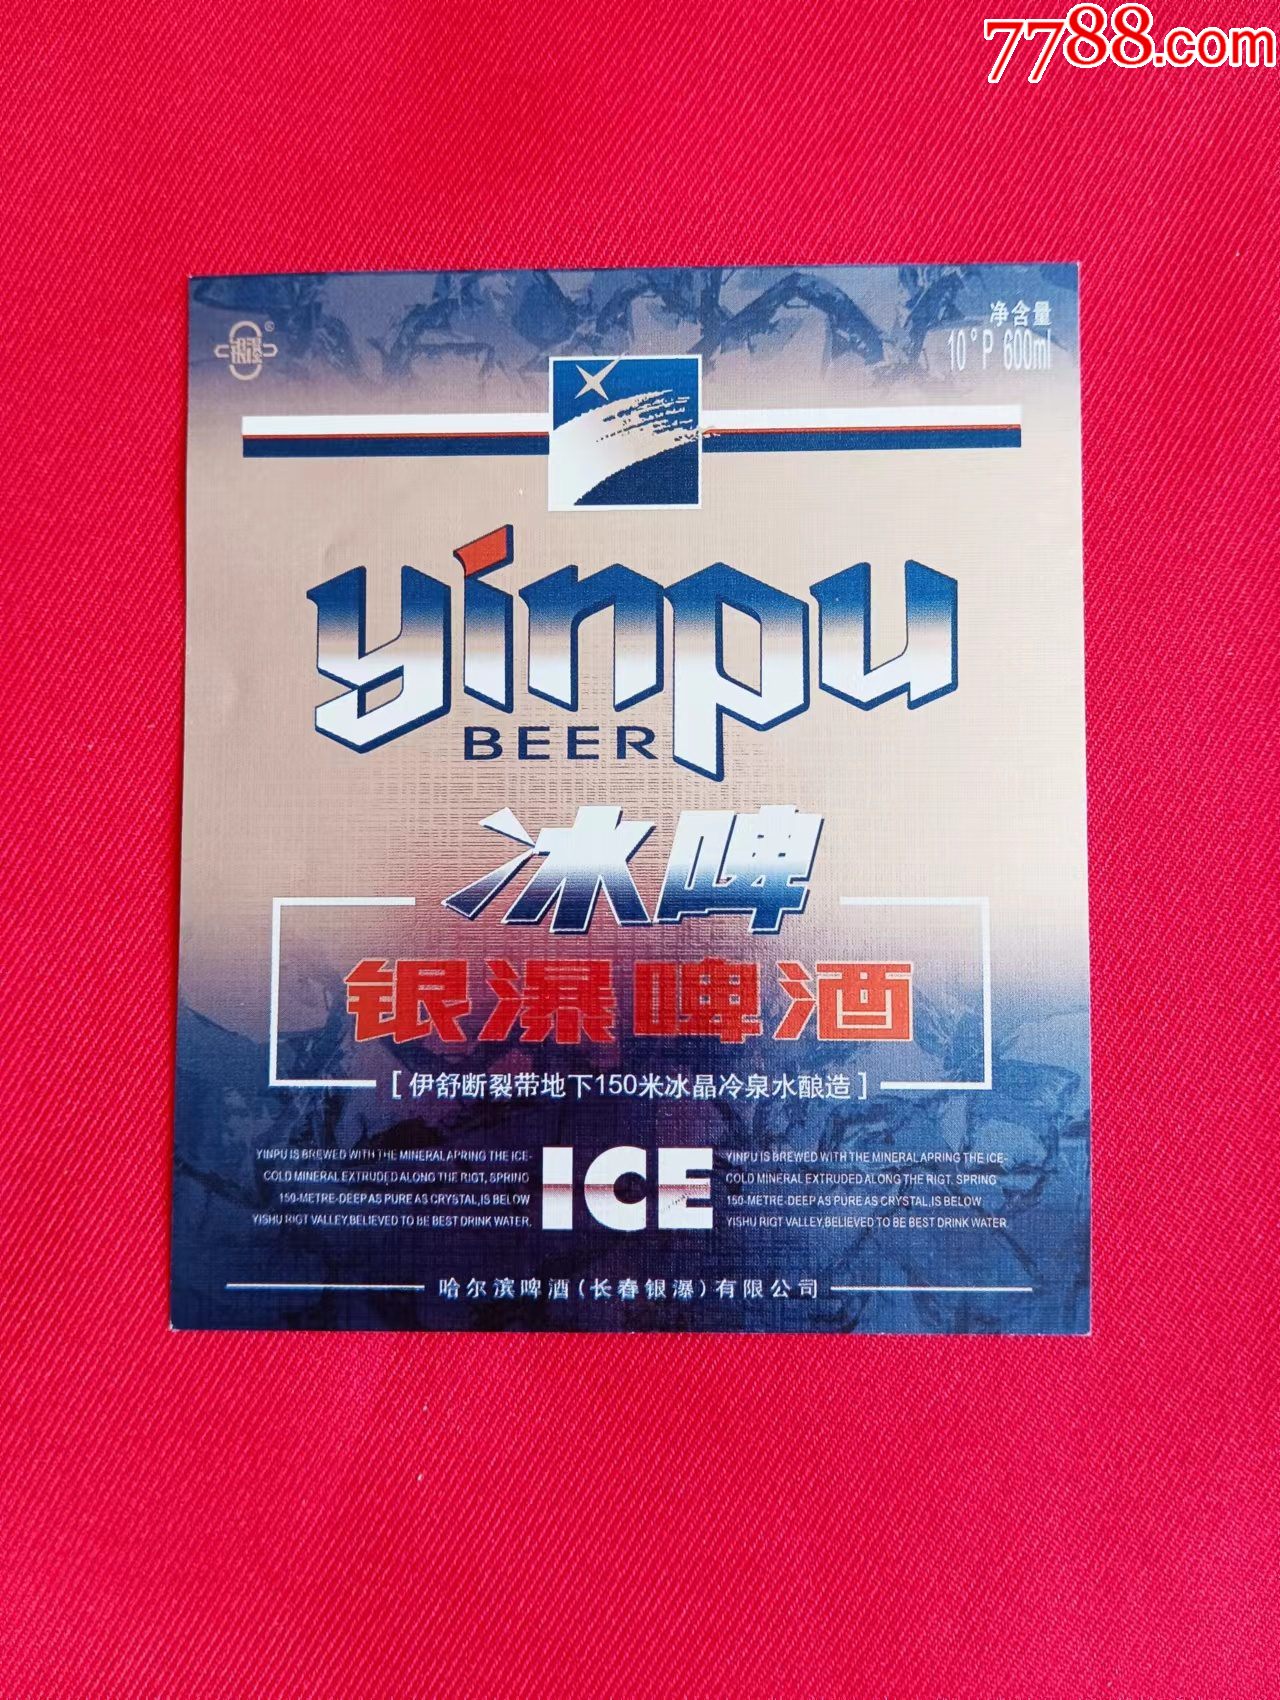 7788.com
银瀑®
净含量
10°P 600ml
yinpu
BEER
冰啤
银瀑啤酒
[伊舒断裂带地下150米冰晶冷泉水酿造]
YINPU IS BREWED WITH THE MINERAL APRING THE ICE-
COLD MINERAL EXTRUDED ALONG THE RIGT, SPRING
150-METRE-DEEP AS PURE AS CRYSTAL,IS BELOW
YISHU RIGT VALLEY,BELIEVED TO BE BEST DRINK WATER.
ICE
YINPU IS BREWED WITH THE MINERAL APRING THE ICE-
COLD MINERAL EXTRUDED ALONG THE RIGT, SPRING
150-METRE-DEEP AS PURE AS CRYSTAL,IS BELOW
YISHU RIGT VALLEY,BELIEVED TO BE BEST DRINK WATER
哈尔滨啤酒(长春银瀑)有限公司